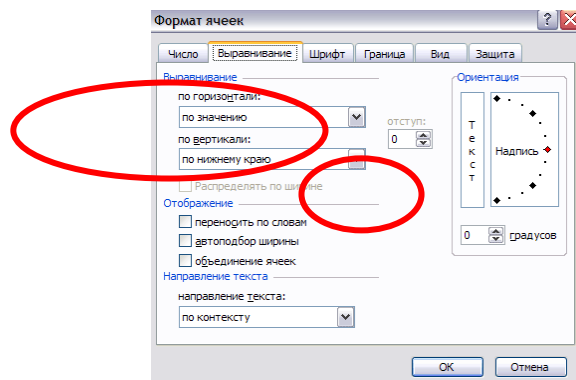 Формат ячеек
Число Выравнивание Шрифт Граница Вид Защита
Выравнивание
по горизонтали:
по значению
отступ:
0
по вертикали:
по нижнему краю
Распределять по ширине
Отображение
переносить по словам
автоподбор ширины
объединение ячеек
Направление текста
направление текста:
по контексту
Ориентация
Текст
Надпись
0 градусов
ОК Отмена